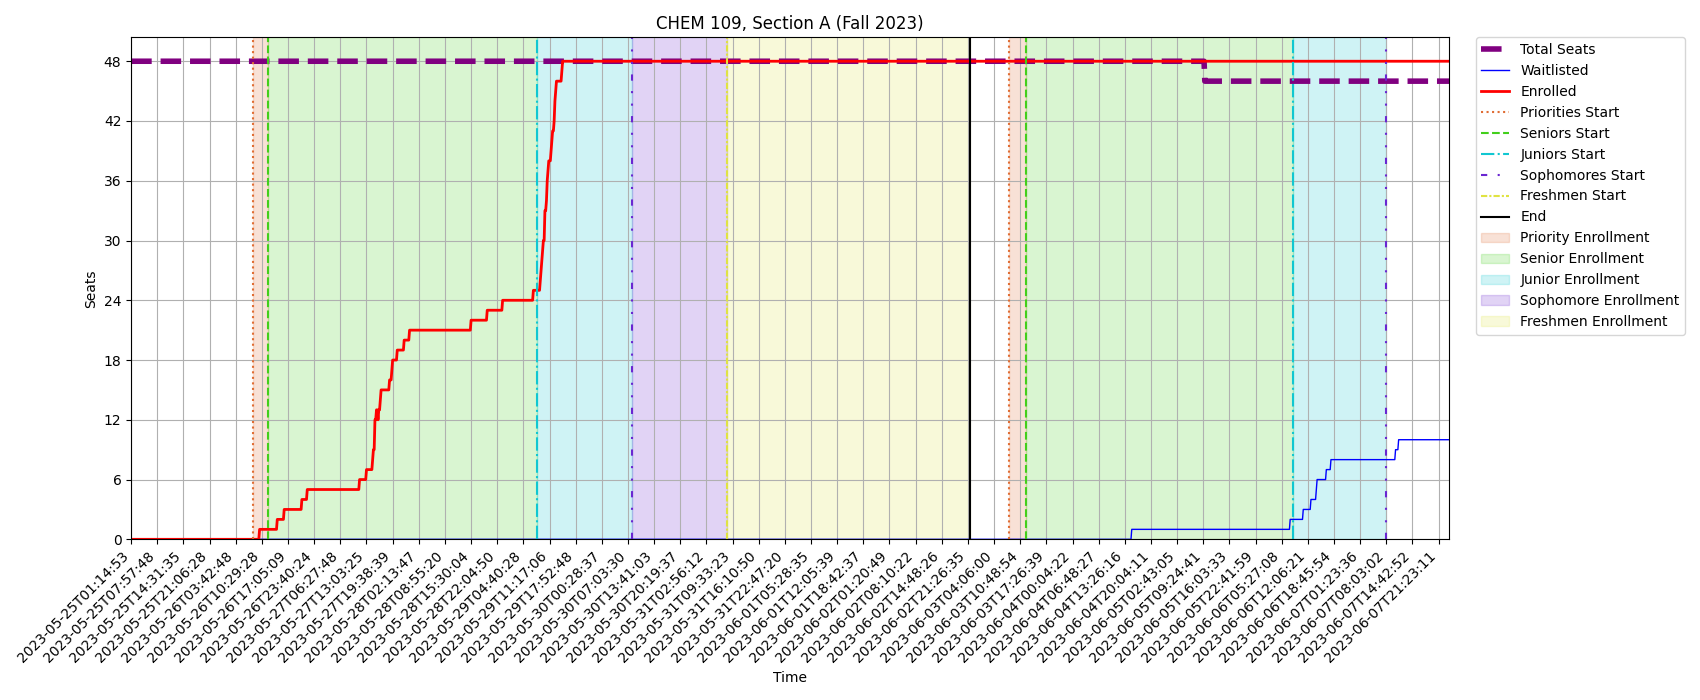 CHEM 109, Section A (Fall 2023)
48
42
36
30
24
18
12
6
0
Seats
2023-05-25T01:14:53
2023-05-25T07:57:48
2023-05-25T14:31:35
2023-05-25T21:06:28
2023-05-26T03:42:48
2023-05-26T10:29:28
2023-05-26T17:05:09
2023-05-26T23:40:24
2023-05-27T06:27:48
2023-05-27T13:03:25
2023-05-27T19:38:39
2023-05-28T02:13:47
2023-05-28T08:55:20
2023-05-28T15:30:04
2023-05-28T22:04:50
2023-05-29T04:40:28
2023-05-29T11:17:06
2023-05-29T17:52:48
2023-05-30T00:28:37
2023-05-30T07:03:30
2023-05-30T13:41:03
2023-05-30T20:19:37
2023-05-31T02:56:12
2023-05-31T09:33:23
2023-05-31T16:10:50
2023-05-31T22:47:20
2023-06-01T05:28:35
2023-06-01T12:05:39
2023-06-01T18:42:37
2023-06-02T01:20:49
2023-06-02T08:10:22
2023-06-02T14:48:26
2023-06-02T21:26:35
2023-06-03T04:06:00
2023-06-03T10:48:54
2023-06-03T17:26:39
2023-06-04T00:04:22
2023-06-04T06:48:27
2023-06-04T13:26:16
2023-06-04T20:04:11
2023-06-05T02:43:05
2023-06-05T09:24:41
2023-06-05T16:03:33
2023-06-05T22:41:59
2023-06-06T05:27:08
2023-06-06T12:06:21
2023-06-06T18:45:54
2023-06-07T01:23:36
2023-06-07T08:03:02
2023-06-07T14:42:52
2023-06-07T21:23:11
Time
Total Seats
Waitlisted
Enrolled
Priorities Start
Seniors Start
Juniors Start
Sophomores Start
Freshmen Start
End
Priority Enrollment
Senior Enrollment
Junior Enrollment
Sophomore Enrollment
Freshmen Enrollment